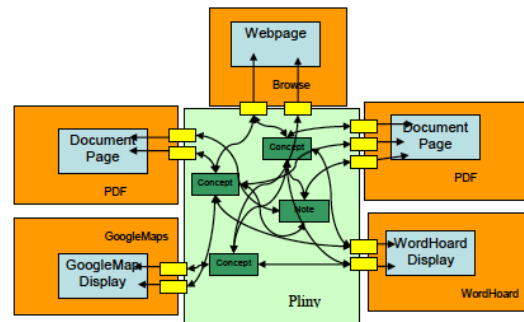 Webpage
Browse
Document
Page
PDF
Concept
Document
Page
PDF
Concept
Note
GoogleMaps
GoogleMap
Display
Concept
WordHoard
Display
WordHoard
Pliny